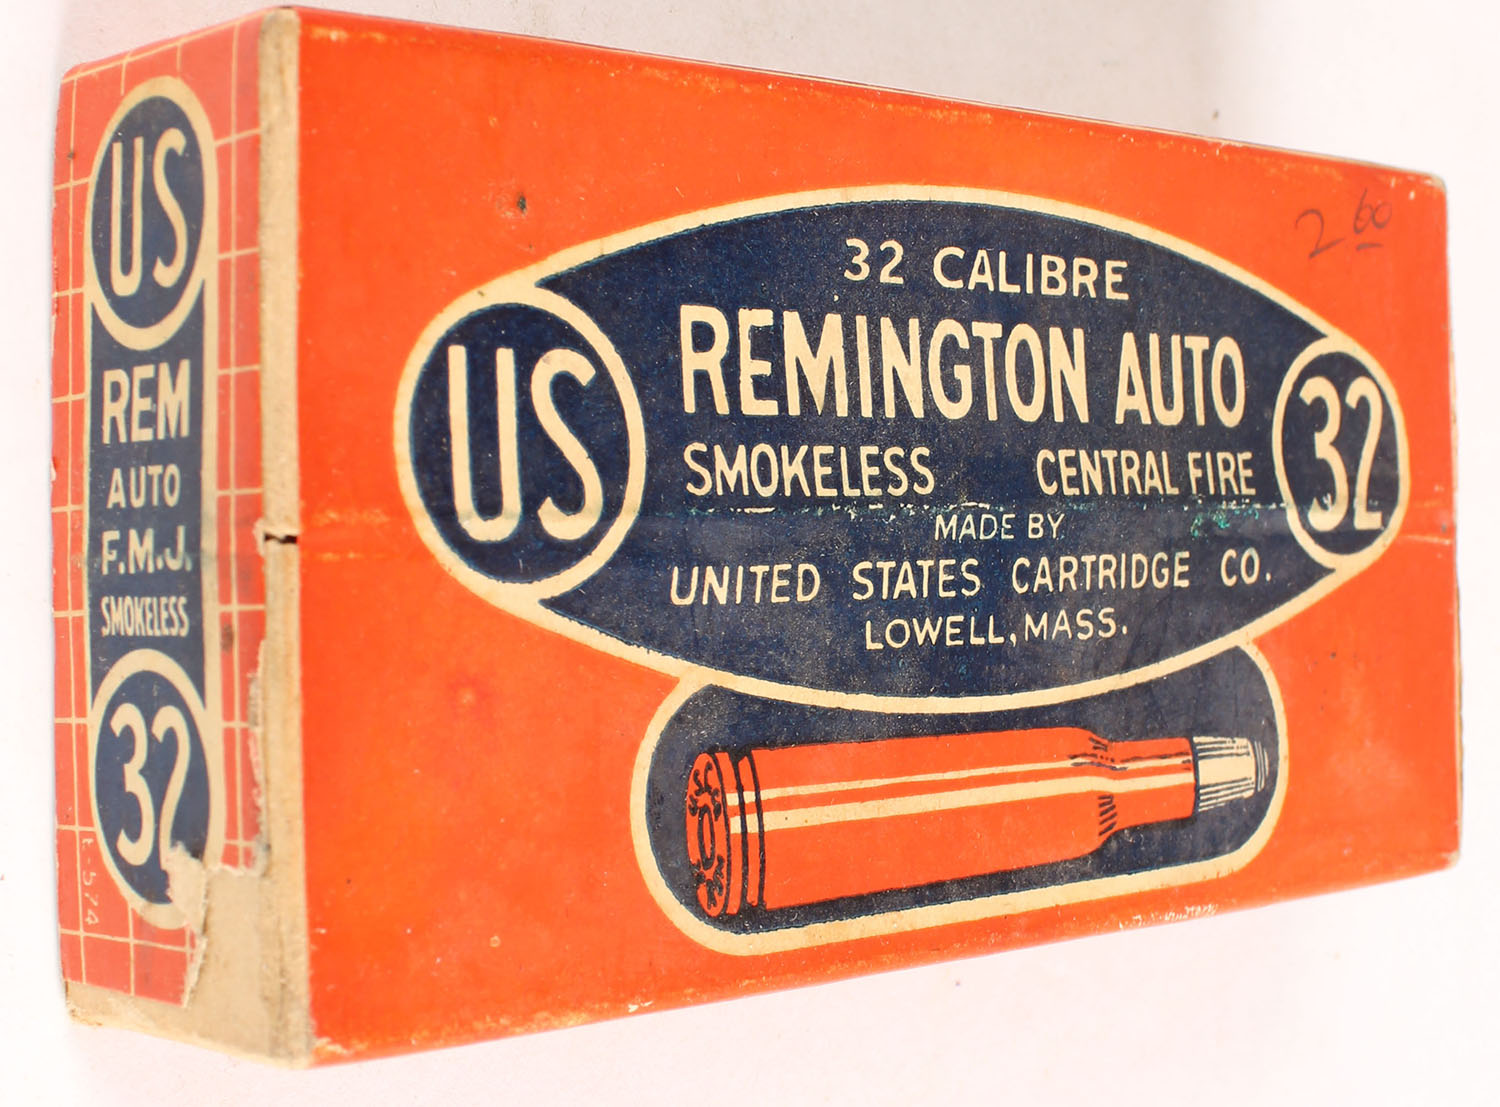 US
REM
AUTO
F.M.J.
SMOKELESS
32
E-574
32 CALIBRE
REMINGTON AUTO
SMOKELESS CENTRAL FIRE
MADE BY
UNITED STATES CARTRIDGE CO.
LOWELL, MASS.
US
32
2 60